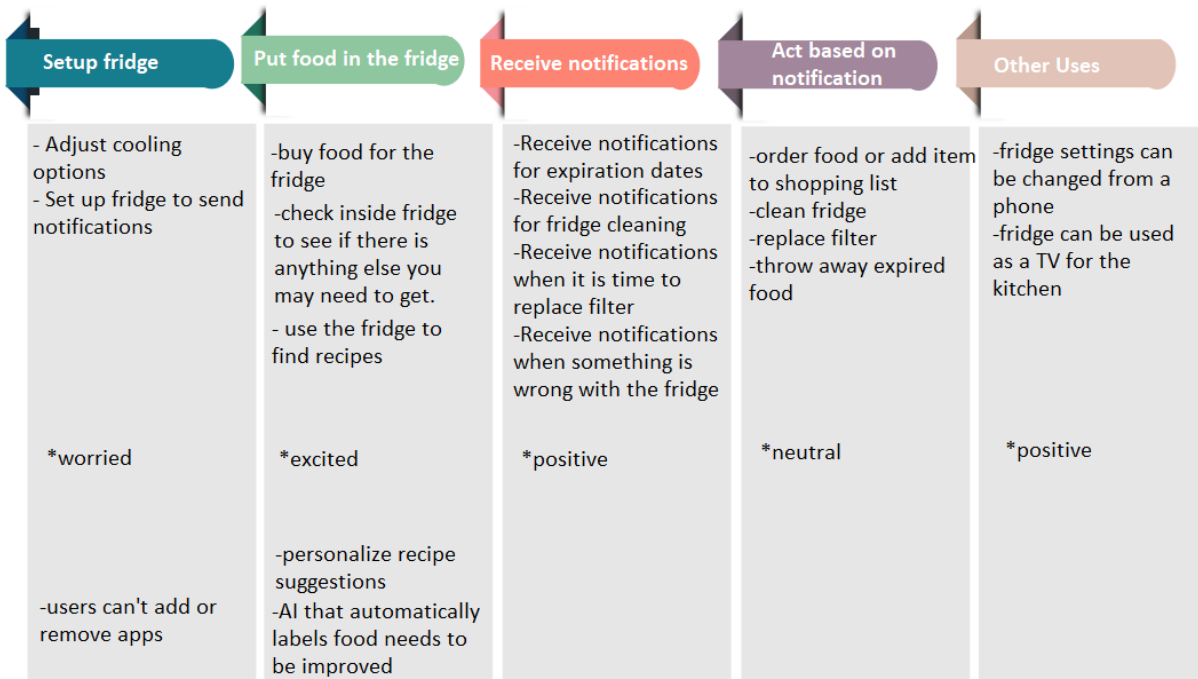 Setup fridge
Put food in the fridge
Receive notifications
Act based on
notification
Other Uses
- Adjust cooling
options
- Set up fridge to send
notifications
*worried
-users can't add or
remove apps
-buy food for the
fridge
-check inside fridge
to see if there is
anything else you
may need to get.
- use the fridge to
find recipes
*excited
-personalize recipe
suggestions
-AI that automatically
labels food needs to
be improved
-Receive notifications
for expiration dates
-Receive notifications
for fridge cleaning
-Receive notifications
when it is time to
replace filter
-Receive notifications
when something is
wrong with the fridge
*positive
-order food or add item
to shopping list
-clean fridge
-replace filter
-throw away expired
food
*neutral
-fridge settings can
be changed from a
phone
-fridge can be used
as a TV for the
kitchen
*positive